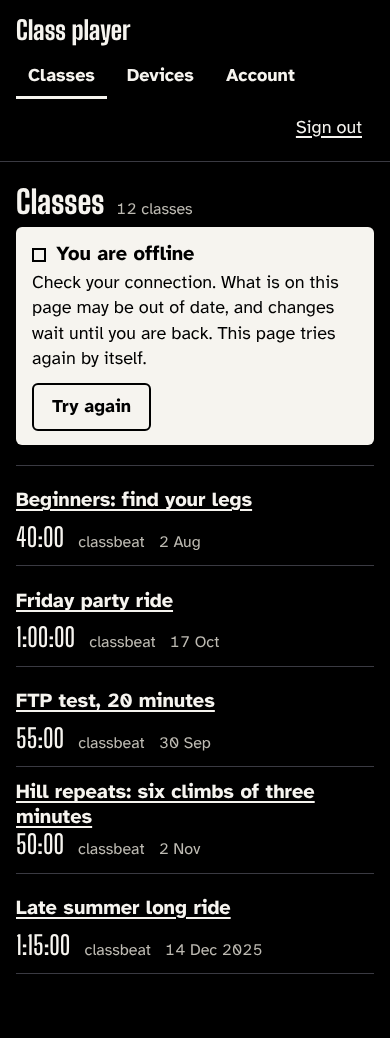 Class player
Classes Devices Account
Sign out
Classes 12 classes
You are offline
Check your connection. What is on this
page may be out of date, and changes
wait until you are back. This page tries
again by itself.
Try again
Beginners: find your legs
40:00 classbeat 2 Aug
Friday party ride
1:00:00 classbeat 17 Oct
FTP test, 20 minutes
55:00 classbeat 30 Sep
Hill repeats: six climbs of three
minutes
50:00 classbeat 2 Nov
Late summer long ride
1:15:00 classbeat 14 Dec 2025